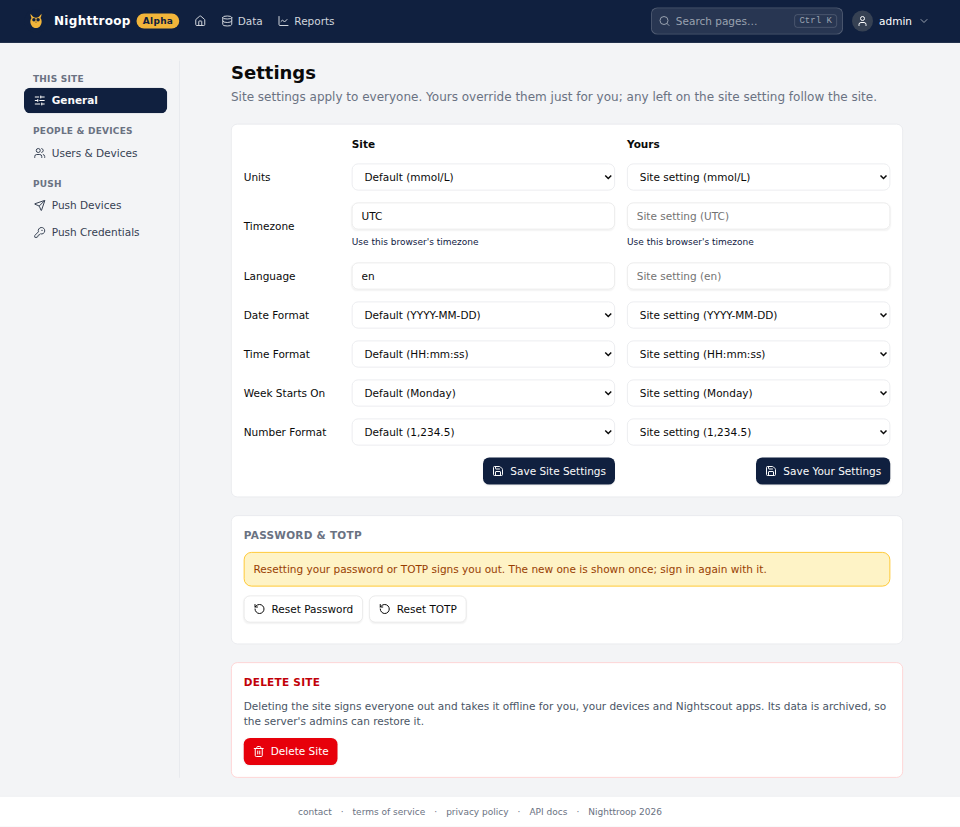 Nighttroop Alpha Data Reports Search pages... Ctrl K admin
THIS SITE
General
PEOPLE & DEVICES
Users & Devices
PUSH
Push Devices
Push Credentials
Settings
Site settings apply to everyone. Yours override them just for you; any left on the site setting follow the site.
Site Yours
Units Default (mmol/L) Site setting (mmol/L)
Timezone UTC Site setting (UTC)
Use this browser's timezone Use this browser's timezone
Language en Site setting (en)
Date Format Default (YYYY-MM-DD) Site setting (YYYY-MM-DD)
Time Format Default (HH:mm:ss) Site setting (HH:mm:ss)
Week Starts On Default (Monday) Site setting (Monday)
Number Format Default (1,234.5) Site setting (1,234.5)
Save Site Settings Save Your Settings
PASSWORD & TOTP
Resetting your password or TOTP signs you out. The new one is shown once; sign in again with it.
Reset Password Reset TOTP
DELETE SITE
Deleting the site signs everyone out and takes it offline for you, your devices and Nightscout apps. Its data is archived, so
the server's admins can restore it.
Delete Site
contact · terms of service · privacy policy · API docs · Nighttroop 2026